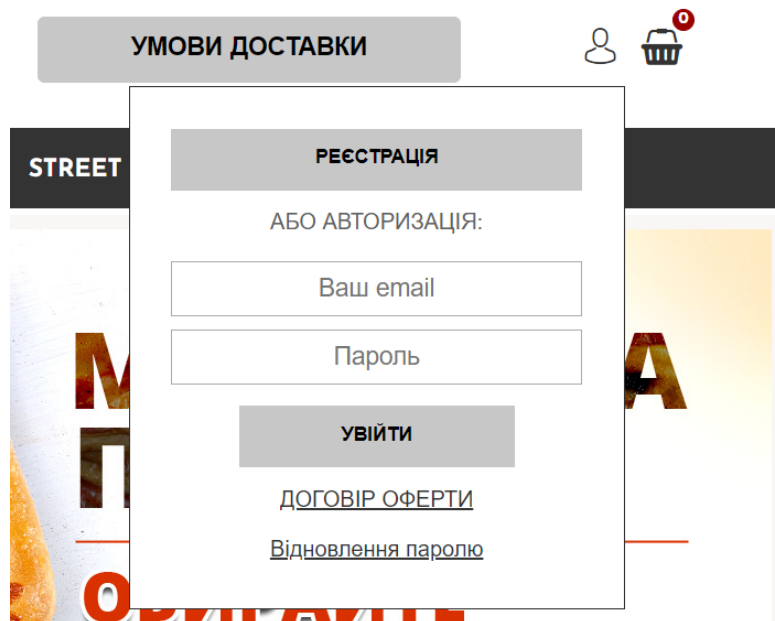 УМОВИ ДОСТАВКИ
0
STREET
РЕЄСТРАЦІЯ
АБО АВТОРИЗАЦІЯ:
Ваш email
Пароль
УВІЙТИ
ДОГОВІР ОФЕРТИ
Відновлення паролю